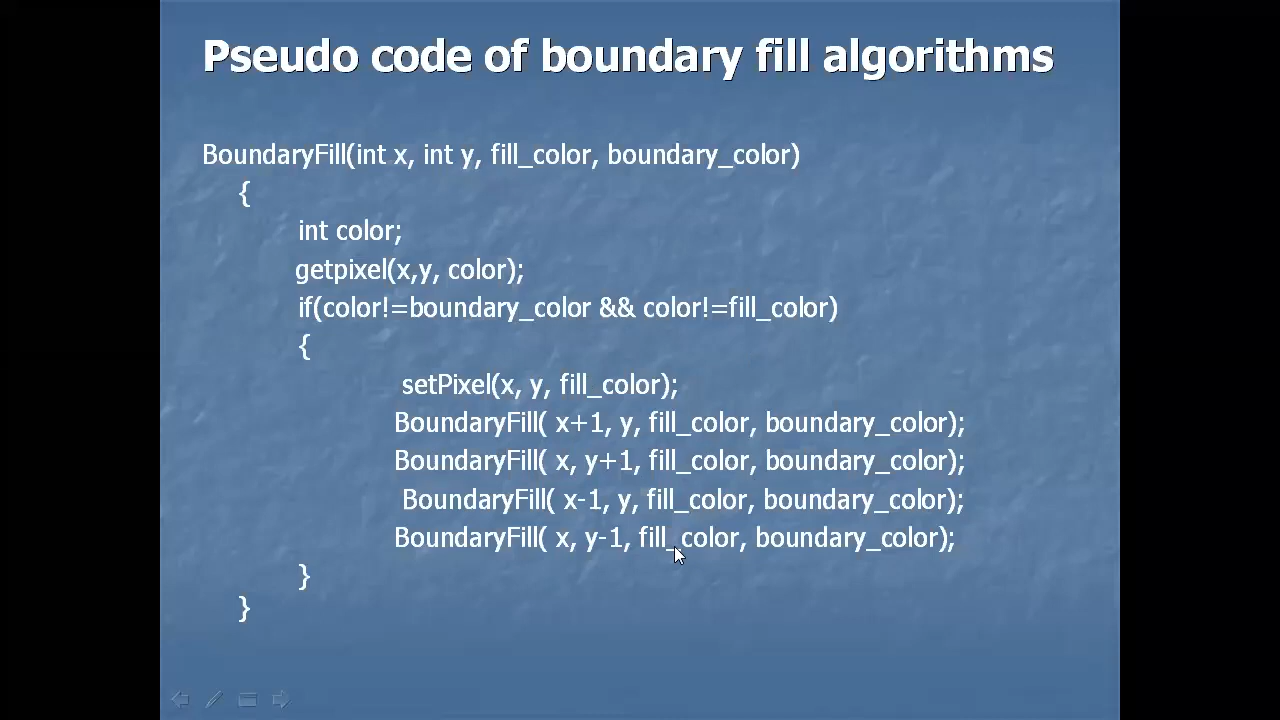 Pseudo code of boundary fill algorithms
BoundaryFill(int x, int y, fill_color, boundary_color)
{
int color;
getpixel(x,y, color);
if(color!=boundary_color && color!=fill_color)
{
setPixel(x, y, fill_color);
BoundaryFill( x+1, y, fill_color, boundary_color);
BoundaryFill( x, y+1, fill_color, boundary_color);
BoundaryFill( x-1, y, fill_color, boundary_color);
BoundaryFill( x, y-1, fill_color, boundary_color);
}
}